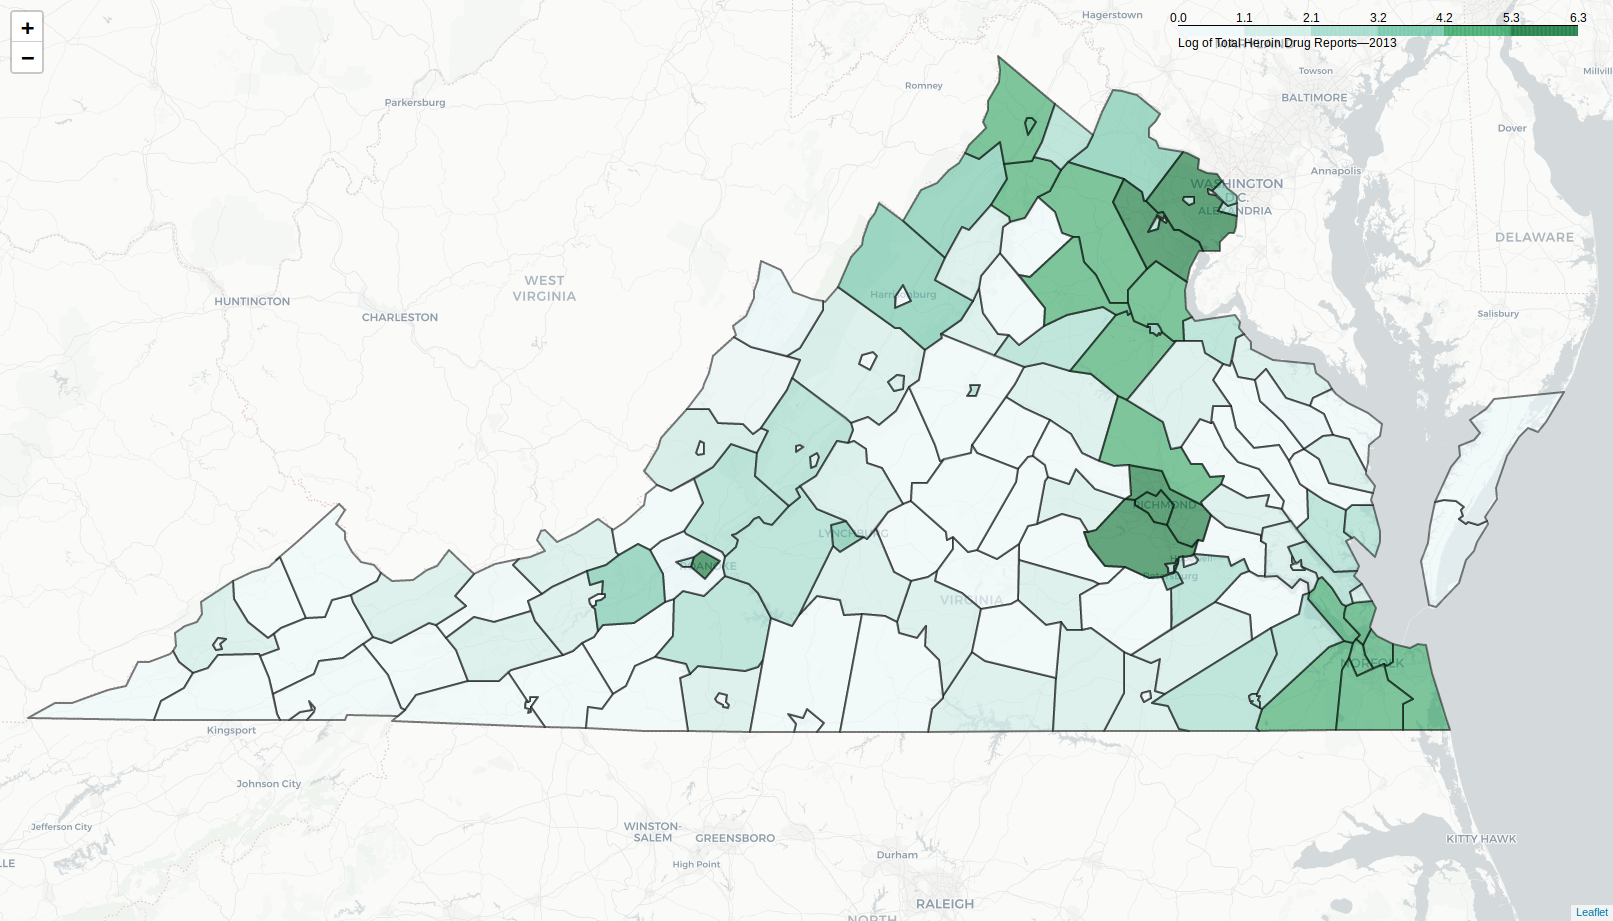 +
−
Hagerstown
0.0 1.1 2.1 3.2 4.2 5.3 6.3
Log of Total Heroin Drug Reports—2013
Towson
Millvill
Romney
BALTIMORE
Parkersburg
Dover
Annapolis
WASHINGTON
D.C.
ALEXANDRIA
DELAWARE
WEST
VIRGINIA
Harrisonburg
HUNTINGTON
CHARLESTON
Salisbury
RICHMOND
LYNCHBURG
ROANOKE
Petersburg
VIRGINIA
NORFOLK
Kingsport
Johnson City
Jefferson City
WINSTON-
SALEM
GREENSBORO
KITTY HAWK
High Point
Durham
LLE
RALEIGH
NORTH
Leaflet